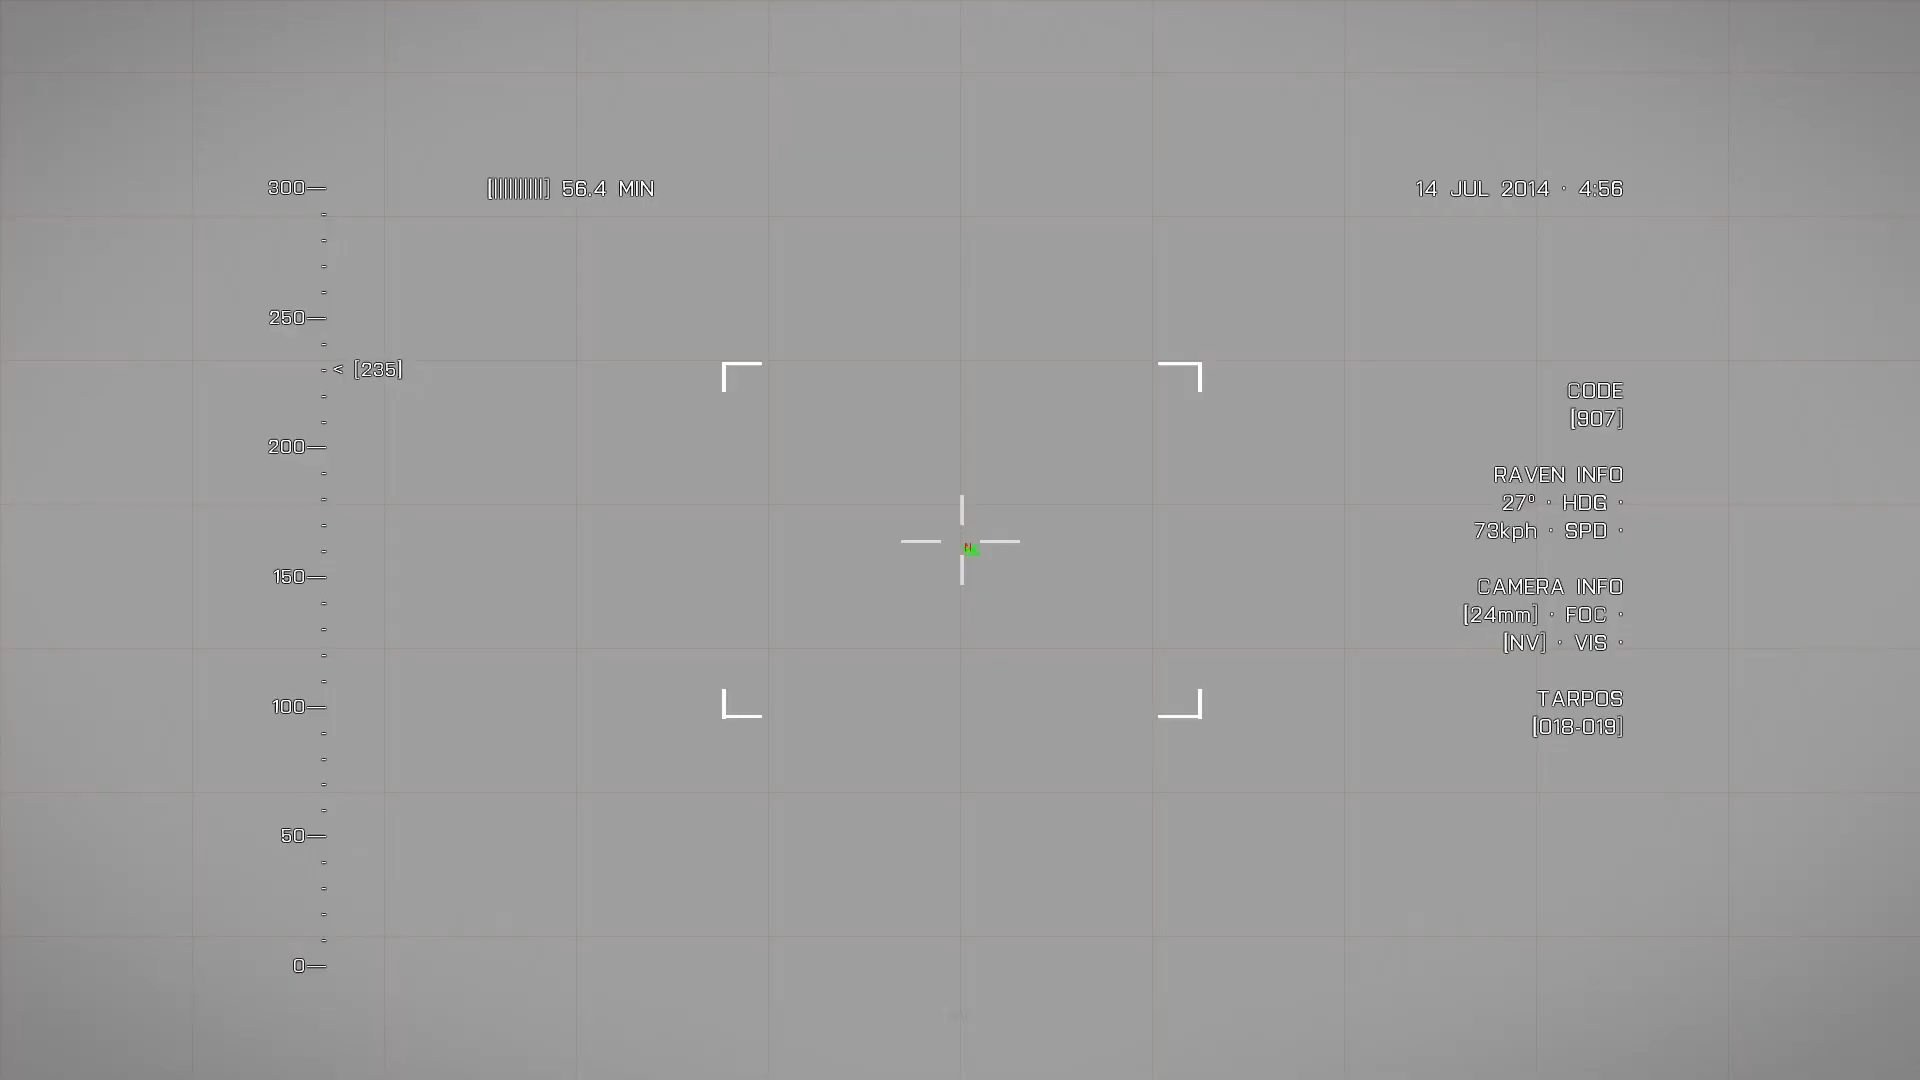 300
[||||||||||] 56.4 MIN
14 JUL 2014 · 4:56
250
< [235]
200
150
100
50
0
CODE
[907]
RAVEN INFO
27º · HDG ·
73kph · SPD ·
CAMERA INFO
[24mm] · FOC ·
[NV] · VIS ·
TARPOS
[018-019]